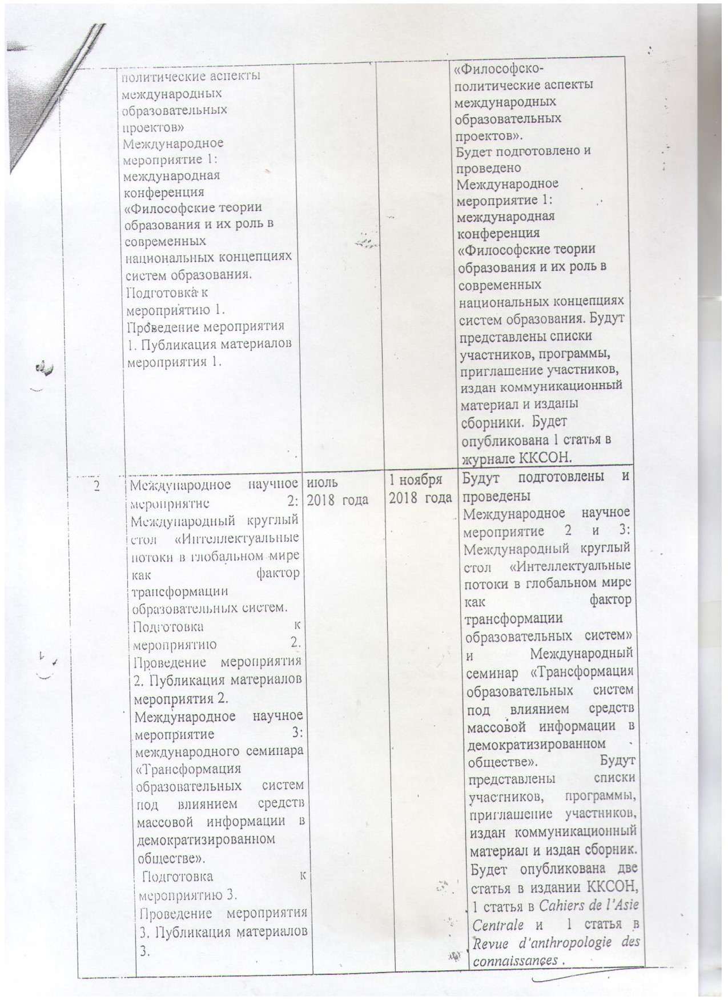 политические аспекты
международных
образовательных
проектов»
Международное
мероприятие 1:
международная
конференция
«Философские теории
образования и их роль в
современных
национальных концепциях
систем образования.
Подготовка к
мероприятию 1.
Проведение мероприятия
1. Публикация материалов
мероприятия 1.
«Философско-
политические аспекты
международных
образовательных
проектов».
Будет подготовлено и
проведено
Международное
мероприятие 1:
международная
конференция
«Философские теории
образования и их роль в
современных
национальных концепциях
систем образования. Будут
представлены списки
участников, программы,
приглашение участников,
издан коммуникационный
материал и изданы
сборники. Будет
опубликована 1 статья в
журнале ККСОН.
2
Международное научное
мероприятие 2:
Международный круглый
стол «Интеллектуальные
потоки в глобальном мире
как фактор
трансформации
образовательных систем.
Подготовка к
мероприятию 2.
Проведение мероприятия
2. Публикация материалов
мероприятия 2.
Международное научное
мероприятие 3:
международного семинара
«Трансформация
образовательных систем
под влиянием средств
массовой информации в
демократизированном
обществе».
Подготовка к
мероприятию 3.
Проведение мероприятия
3. Публикация материалов
3.
июль
2018 года
1 ноября
2018 года
Будут подготовлены и
проведены
Международное научное
мероприятие 2 и 3:
Международный круглый
стол «Интеллектуальные
потоки в глобальном мире
как фактор
трансформации
образовательных систем»
и Международный
семинар «Трансформация
образовательных систем
под влиянием средств
массовой информации в
демократизированном
обществе». Будут
представлены списки
участников, программы,
приглашение участников,
издан коммуникационный
материал и издан сборник.
Будет опубликована две
статья в издании ККСОН,
1 статья в Cahiers de l'Asie
Centrale и 1 статья в
Revue d'anthropologie des
connaissances .